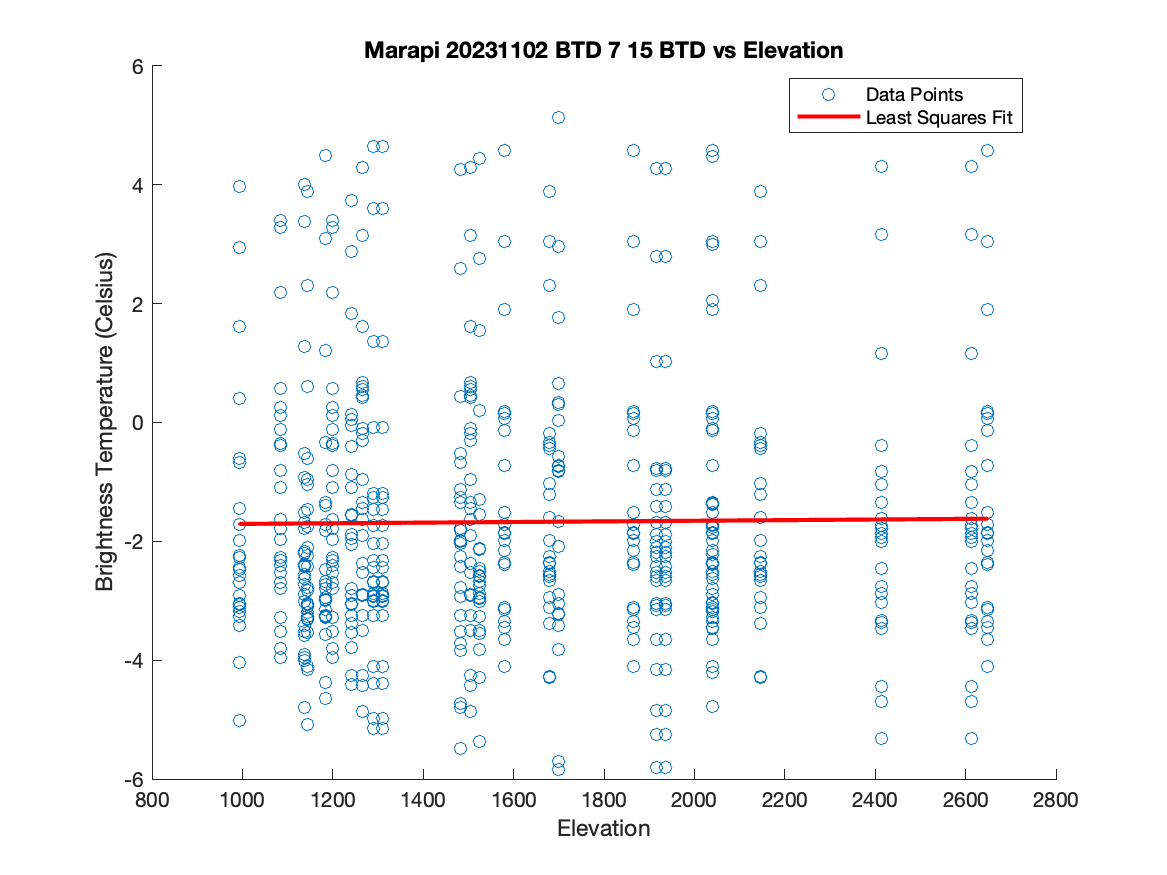 Marapi 20231102 BTD 7 15 BTD vs Elevation
Data Points
Least Squares Fit
6
4
2
0
-2
-4
-6
Brightness Temperature (Celsius)
800 1000 1200 1400 1600 1800 2000 2200 2400 2600 2800
Elevation